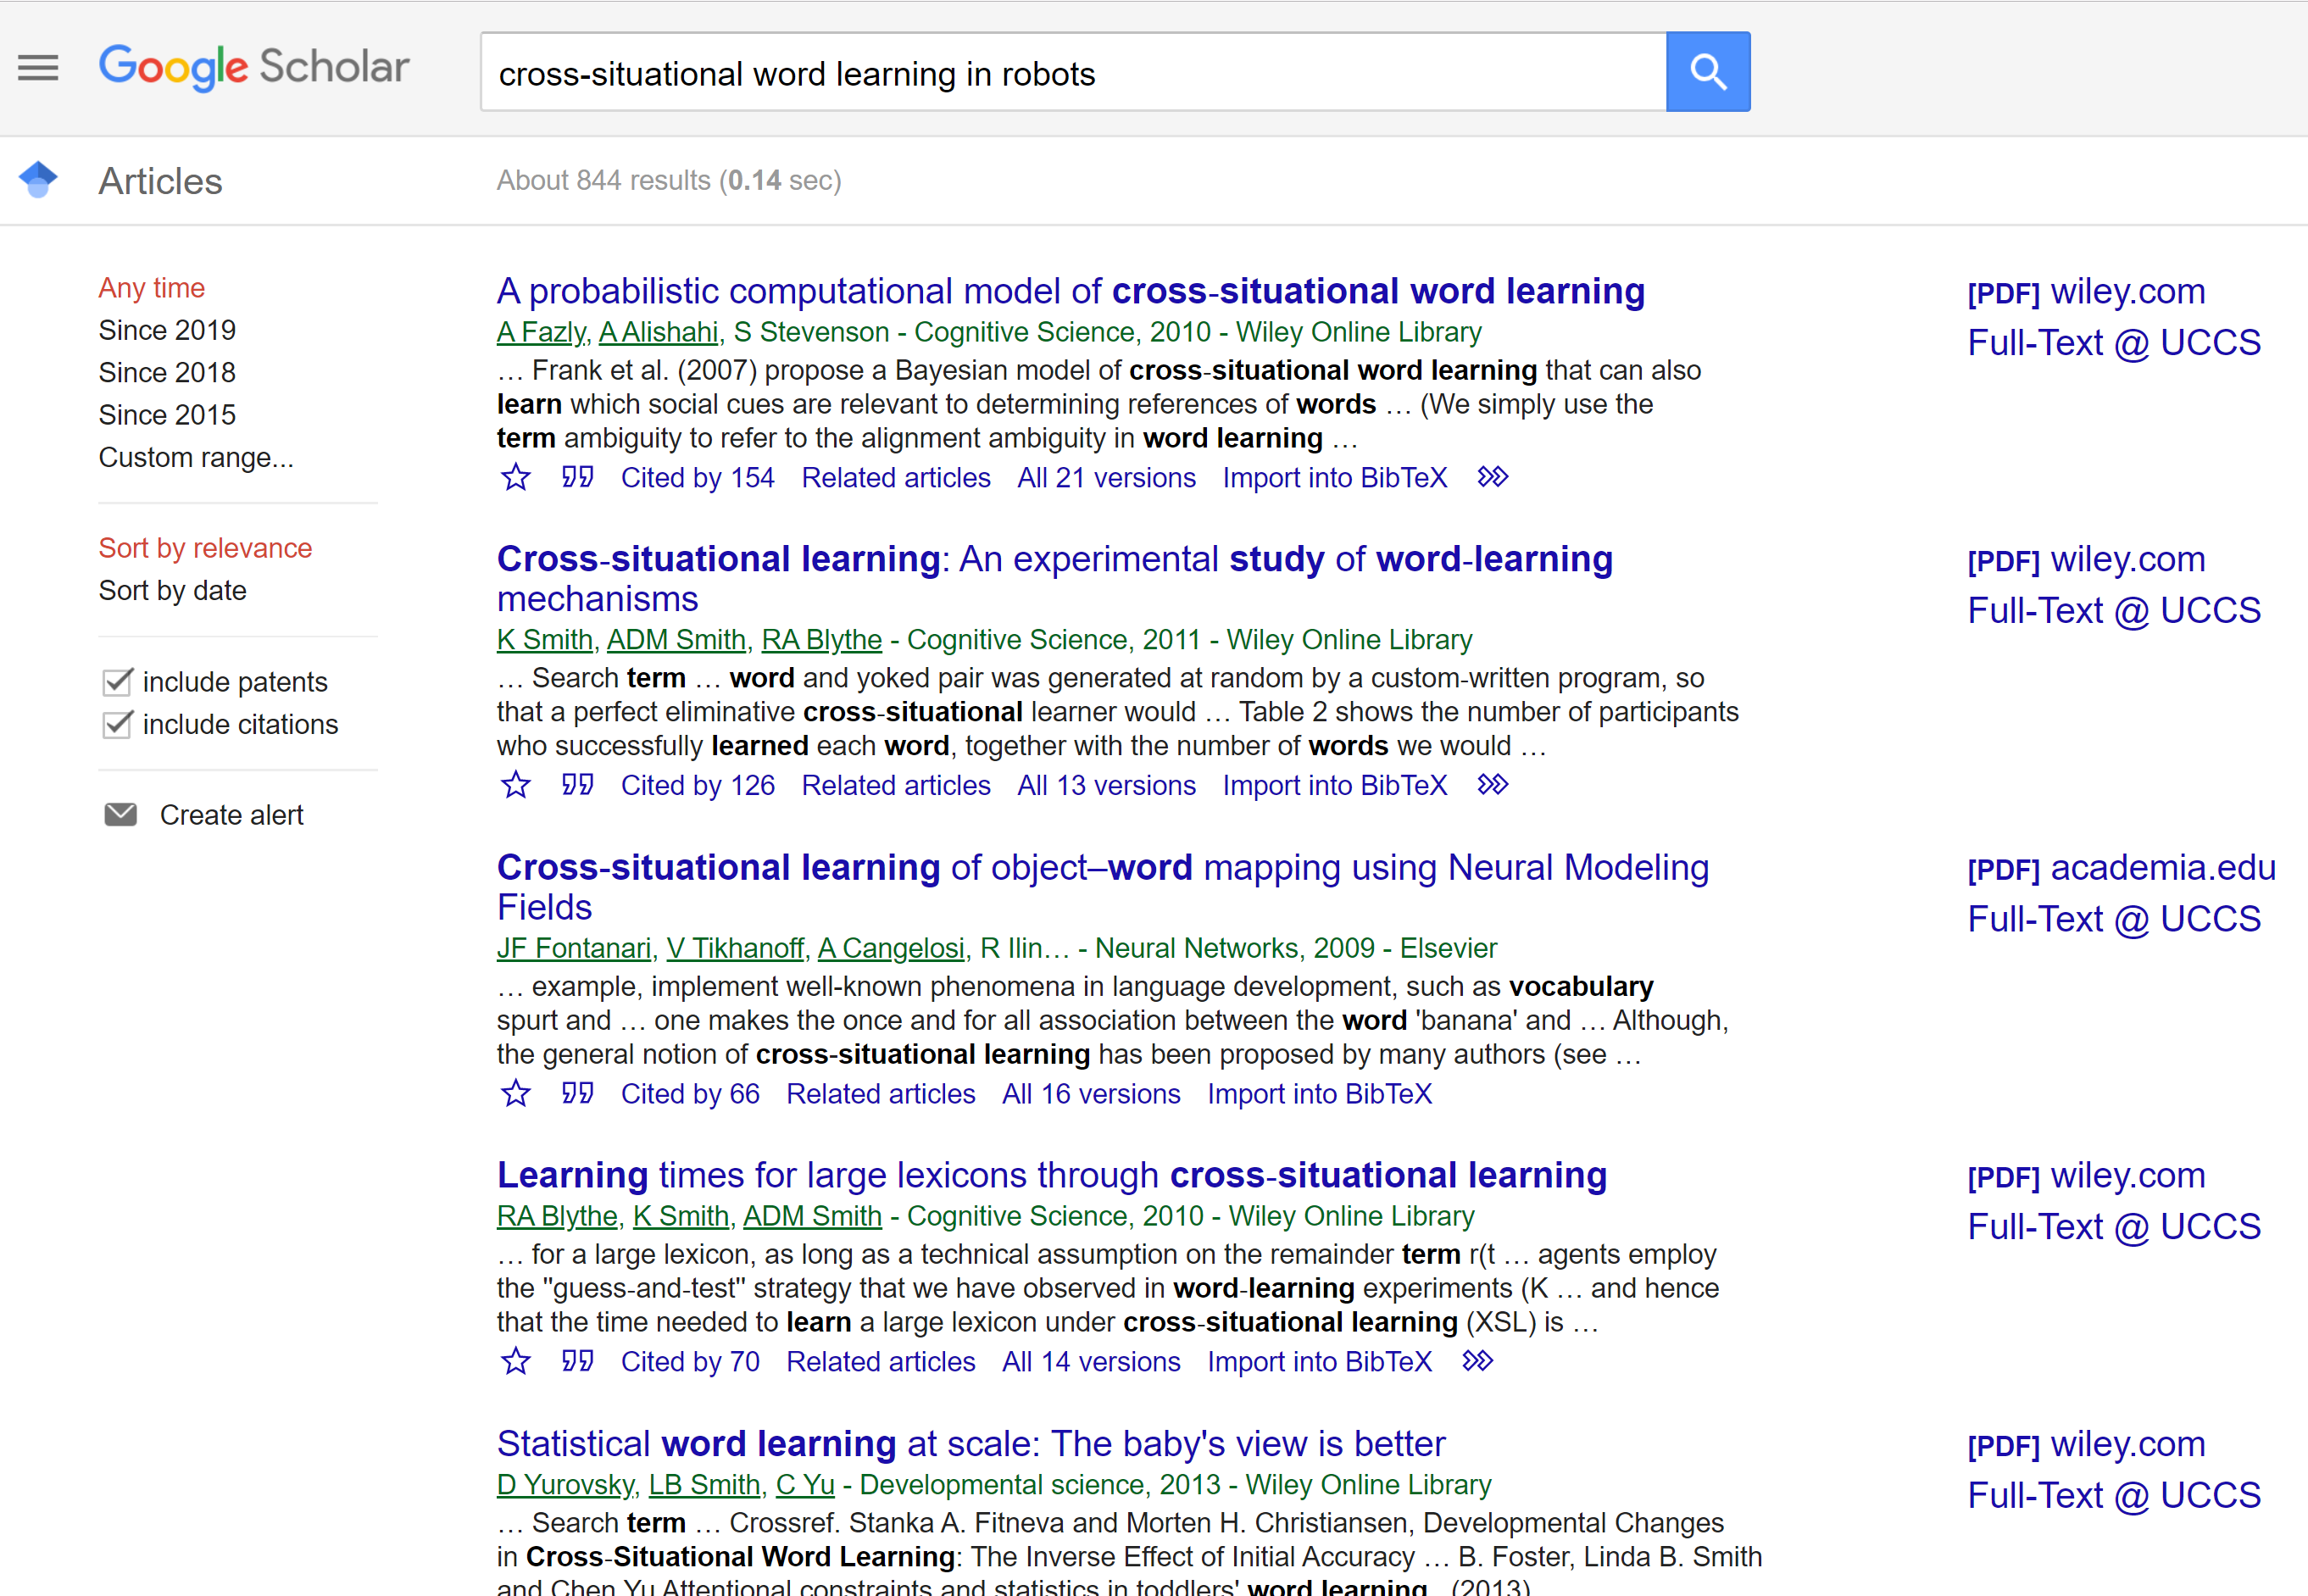 Google Scholar
cross-situational word learning in robots
Articles
About 844 results (0.14 sec)
Any time
Since 2019
Since 2018
Since 2015
Custom range...
Sort by relevance
Sort by date
include patents
include citations
Create alert
A probabilistic computational model of cross-situational word learning
A Fazly, A Alishahi, S Stevenson - Cognitive Science, 2010 - Wiley Online Library
… Frank et al. (2007) propose a Bayesian model of cross-situational word learning that can also
learn which social cues are relevant to determining references of words … (We simply use the
term ambiguity to refer to the alignment ambiguity in word learning …
Cited by 154 Related articles All 21 versions Import into BibTeX
[PDF] wiley.com
Full-Text @ UCCS
Cross-situational learning: An experimental study of word-learning
mechanisms
K Smith, ADM Smith, RA Blythe - Cognitive Science, 2011 - Wiley Online Library
… Search term … word and yoked pair was generated at random by a custom-written program, so
that a perfect eliminative cross-situational learner would … Table 2 shows the number of participants
who successfully learned each word, together with the number of words we would …
Cited by 126 Related articles All 13 versions Import into BibTeX
[PDF] wiley.com
Full-Text @ UCCS
Cross-situational learning of object–word mapping using Neural Modeling
Fields
JF Fontanari, V Tikhanoff, A Cangelosi, R Ilin… - Neural Networks, 2009 - Elsevier
… example, implement well-known phenomena in language development, such as vocabulary
spurt and … one makes the once and for all association between the word 'banana' and … Although,
the general notion of cross-situational learning has been proposed by many authors (see …
Cited by 66 Related articles All 16 versions Import into BibTeX
[PDF] academia.edu
Full-Text @ UCCS
Learning times for large lexicons through cross-situational learning
RA Blythe, K Smith, ADM Smith - Cognitive Science, 2010 - Wiley Online Library
… for a large lexicon, as long as a technical assumption on the remainder term r(t … agents employ
the "guess-and-test" strategy that we have observed in word-learning experiments (K … and hence
that the time needed to learn a large lexicon under cross-situational learning (XSL) is …
Cited by 70 Related articles All 14 versions Import into BibTeX
[PDF] wiley.com
Full-Text @ UCCS
Statistical word learning at scale: The baby's view is better
D Yurovsky, LB Smith, C Yu - Developmental science, 2013 - Wiley Online Library
… Search term … Crossref. Stanka A. Fitneva and Morten H. Christiansen, Developmental Changes
in Cross-Situational Word Learning: The Inverse Effect of Initial Accuracy … B. Foster, Linda B. Smith
and Chen Yu Attentional constraints and statistics in toddlers' word learning, (2013)
[PDF] wiley.com
Full-Text @ UCCS